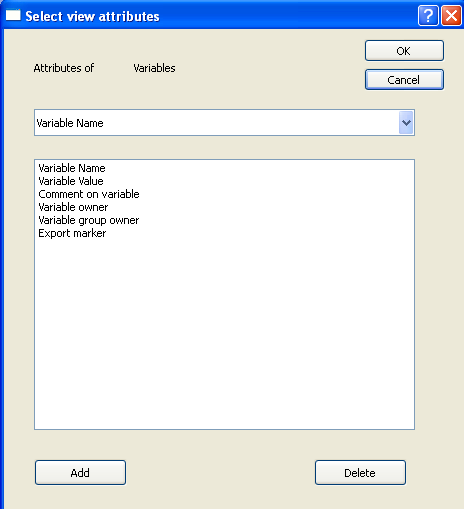 Select view attributes
OK
Attributes of Variables
Cancel
Variable Name
Variable Name
Variable Value
Comment on variable
Variable owner
Variable group owner
Export marker
Add Delete